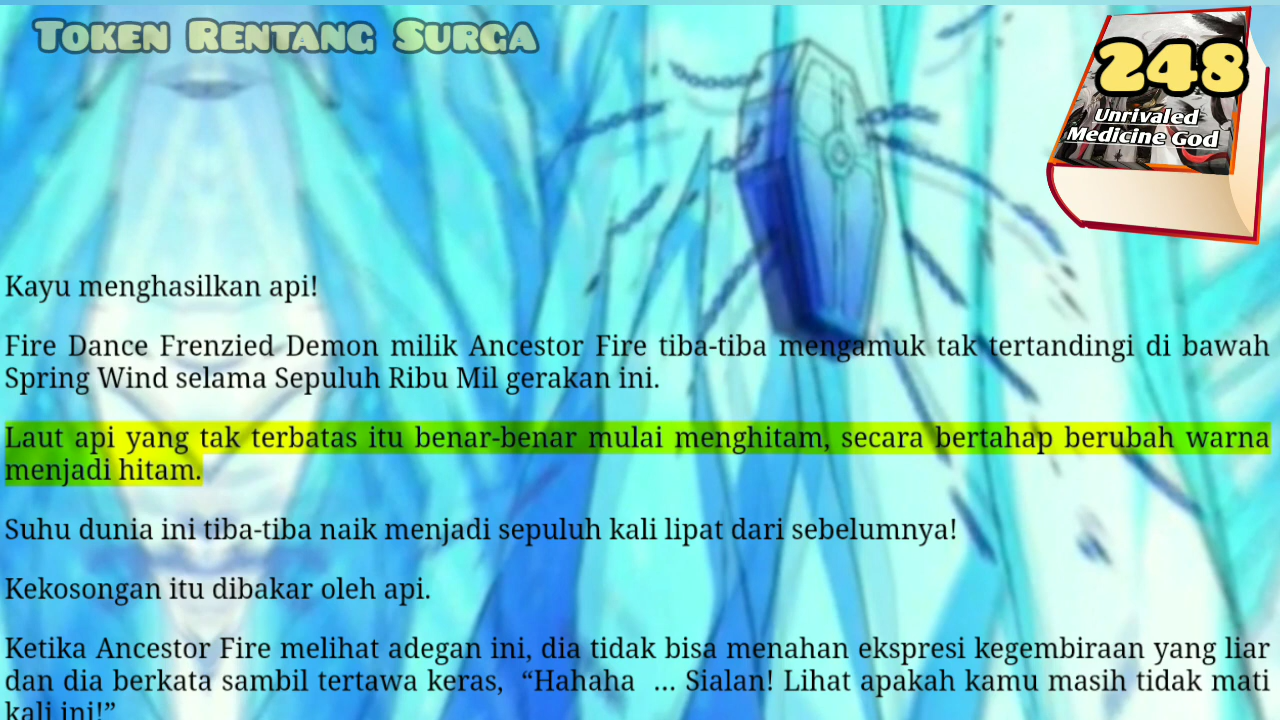 Token Rentang Surga
248
Unrivaled
Medicine God
Kayu menghasilkan api!
Fire Dance Frenzied Demon milik Ancestor Fire tiba-tiba mengamuk tak tertandingi di bawah
Spring Wind selama Sepuluh Ribu Mil gerakan ini.
Laut api yang tak terbatas itu benar-benar mulai menghitam, secara bertahap berubah warna
menjadi hitam.
Suhu dunia ini tiba-tiba naik menjadi sepuluh kali lipat dari sebelumnya!
Kekosongan itu dibakar oleh api.
Ketika Ancestor Fire melihat adegan ini, dia tidak bisa menahan ekspresi kegembiraan yang liar
dan dia berkata sambil tertawa keras, “Hahaha ... Sialan! Lihat apakah kamu masih tidak mati
kali ini!”